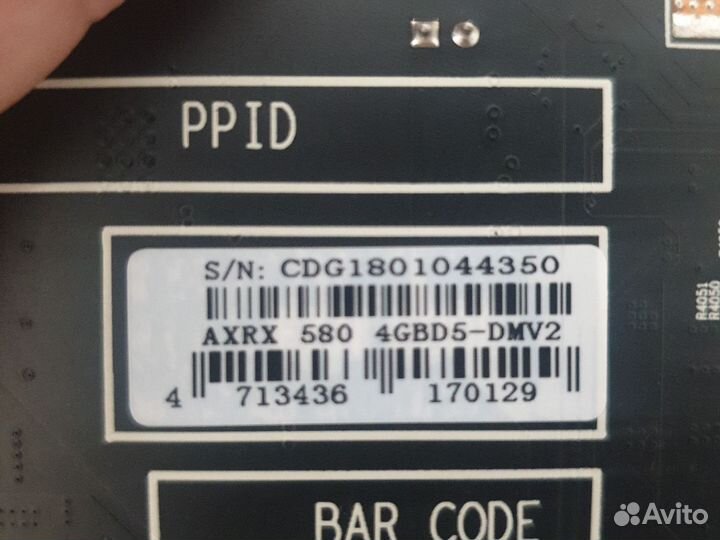 PPID
S/N: CDG1801044350
AXRX 580 4GBD5-DMV2
4 713436 170129
R4051
R4050
BAR CODE
Avito